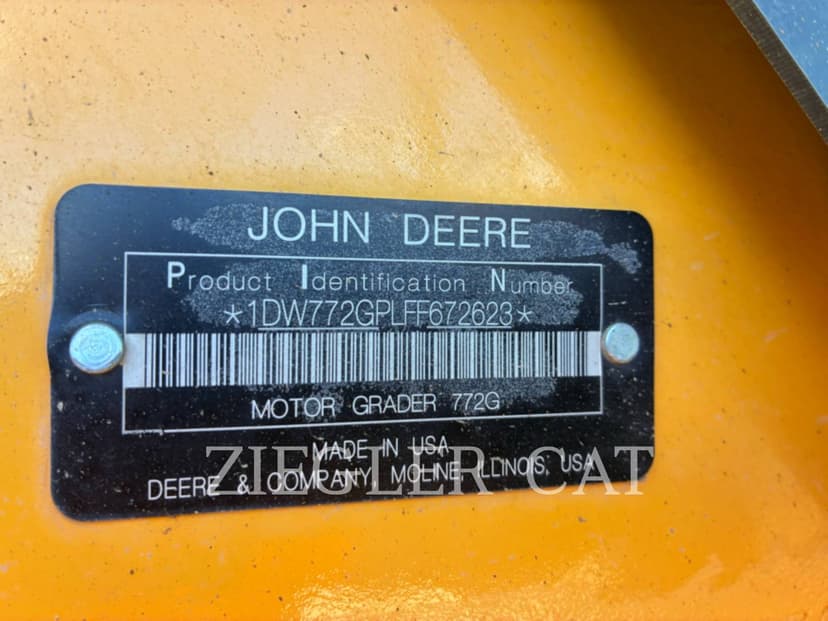 JOHN DEERE
Product Identification Number
*1DW772GPLFF672623*
MOTOR GRADER 772G
MADE IN USA
DEERE & COMPANY, MOLINE, ILLINOIS, USA
ZIEGLER CAT